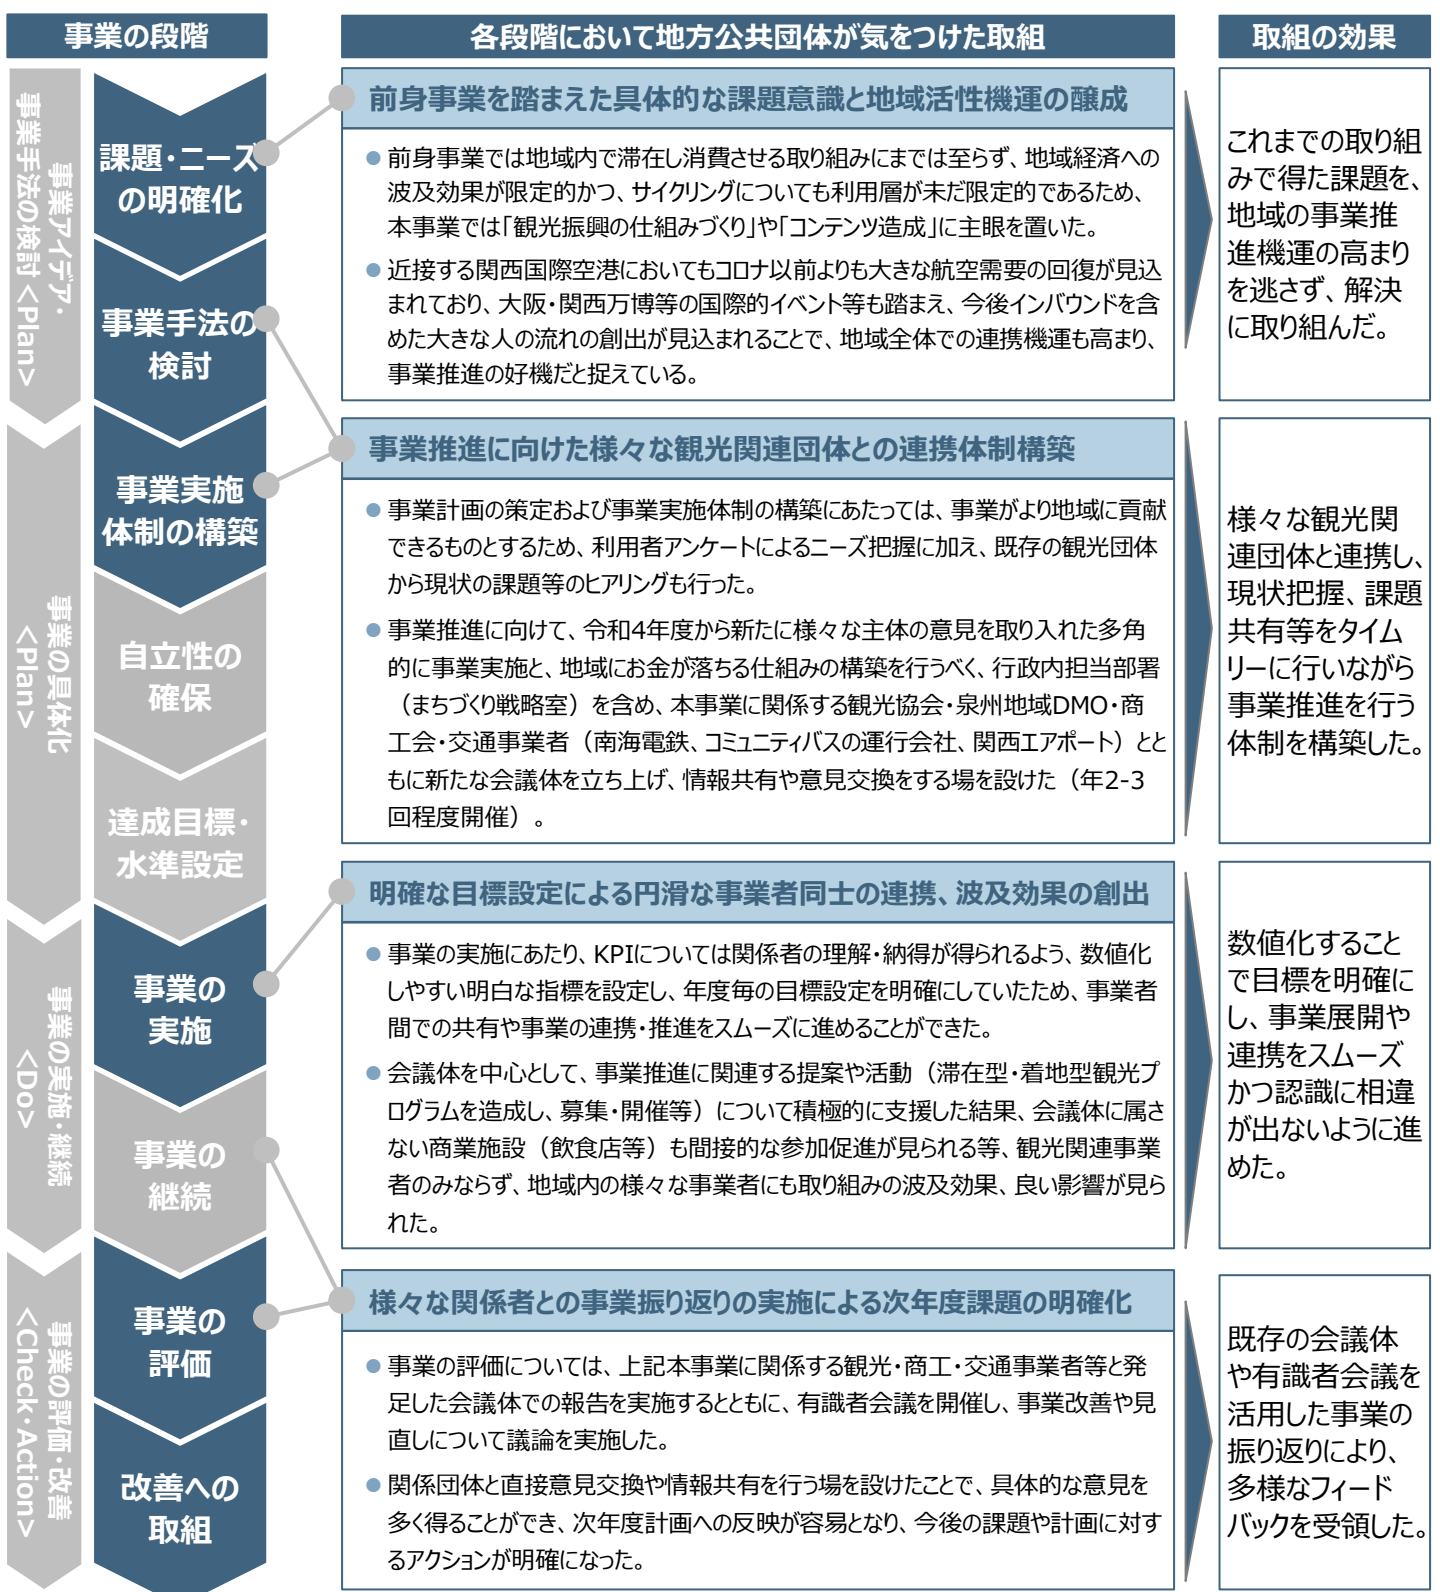 事業の段階
各段階において地方公共団体が気をつけた取組
取組の効果
事業アイデア・
事業手法の検討 <Plan>
課題・ニーズ
の明確化
事業手法の
検討
前身事業を踏まえた具体的な課題意識と地域活性機運の醸成
● 前身事業では地域内で滞在し消費させる取り組みにまでは至らず、地域経済への
波及効果が限定的かつ、サイクリングについても利用層が未だ限定的であるため、
本事業では「観光振興の仕組みづくり」や「コンテンツ造成」に主眼を置いた。
● 近接する関西国際空港においてもコロナ以前よりも大きな航空需要の回復が見込
まれており、大阪・関西万博等の国際的イベント等も踏まえ、今後インバウンドを含
めた大きな人の流れの創出が見込まれることで、地域全体での連携機運も高まり、
事業推進の好機だと捉えている。
これまでの取り組
みで得た課題を、
地域の事業推
進機運の高まり
を逃さず、解決
に取り組んだ。
事業の具体化
<Plan>
事業実施
体制の構築
自立性の
確保
達成目標・
水準設定
事業推進に向けた様々な観光関連団体との連携体制構築
● 事業計画の策定および事業実施体制の構築にあたっては、事業がより地域に貢献
できるものとするため、利用者アンケートによるニーズ把握に加え、既存の観光団体
から現状の課題等のヒアリングも行った。
● 事業推進に向けて、令和4年度から新たに様々な主体の意見を取り入れた多角
的に事業実施と、地域にお金が落ちる仕組みの構築を行うべく、行政内担当部署
（まちづくり戦略室）を含め、本事業に関係する観光協会・泉州地域DMO・商
工会・交通事業者（南海電鉄、コミュニティバスの運行会社、関西エアポート）とと
もに新たな会議体を立ち上げ、情報共有や意見交換をする場を設けた（年2-3
回程度開催）。
様々な観光関
連団体と連携し、
現状把握、課題
共有等をタイム
リーに行いながら
事業推進を行う
体制を構築した。
事業の実施・継続
<Do>
事業の
実施
事業の
継続
明確な目標設定による円滑な事業者同士の連携、波及効果の創出
● 事業の実施にあたり、KPIについては関係者の理解・納得が得られるよう、数値化
しやすい明白な指標を設定し、年度毎の目標設定を明確にしていたため、事業者
間での共有や事業の連携・推進をスムーズに進めることができた。
● 会議体を中心として、事業推進に関連する提案や活動（滞在型・着地型観光プ
ログラムを造成し、募集・開催等）について積極的に支援した結果、会議体に属さ
ない商業施設（飲食店等）も間接的な参加促進が見られる等、観光関連事業
者のみならず、地域内の様々な事業者にも取り組みの波及効果、良い影響が見ら
れた。
数値化すること
で目標を明確に
し、事業展開や
連携をスムーズ
かつ認識に相違
が出ないように進
めた。
事業の評価・改善
<Check・Action>
事業の
評価
改善への
取組
様々な関係者との事業振り返りの実施による次年度課題の明確化
● 事業の評価については、上記本事業に関係する観光・商工・交通事業者等と発
足した会議体での報告を実施するとともに、有識者会議を開催し、事業改善や見
直しについて議論を実施した。
● 関係団体と直接意見交換や情報共有を行う場を設けたことで、具体的な意見を
多く得ることができ、次年度計画への反映が容易となり、今後の課題や計画に対す
るアクションが明確になった。
既存の会議体
や有識者会議を
活用した事業の
振り返りにより、
多様なフィード
バックを受領した。